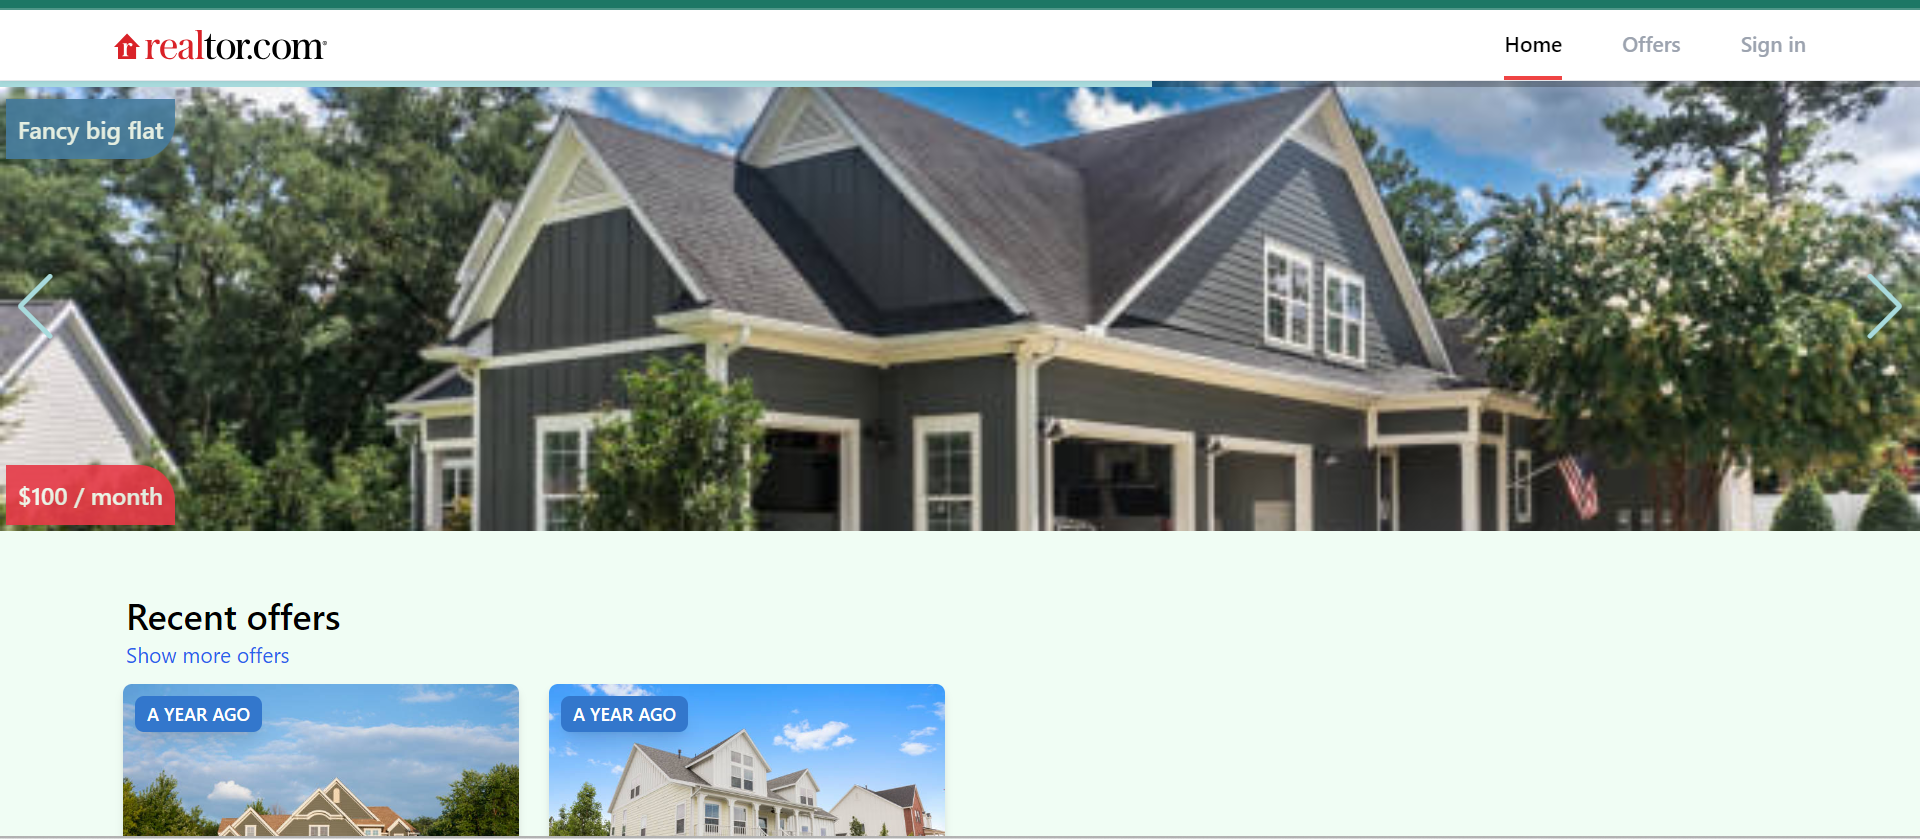 realtor.com®
Home
Offers
Sign in
Fancy big flat
$100 / month
Recent offers
Show more offers
A YEAR AGO
A YEAR AGO